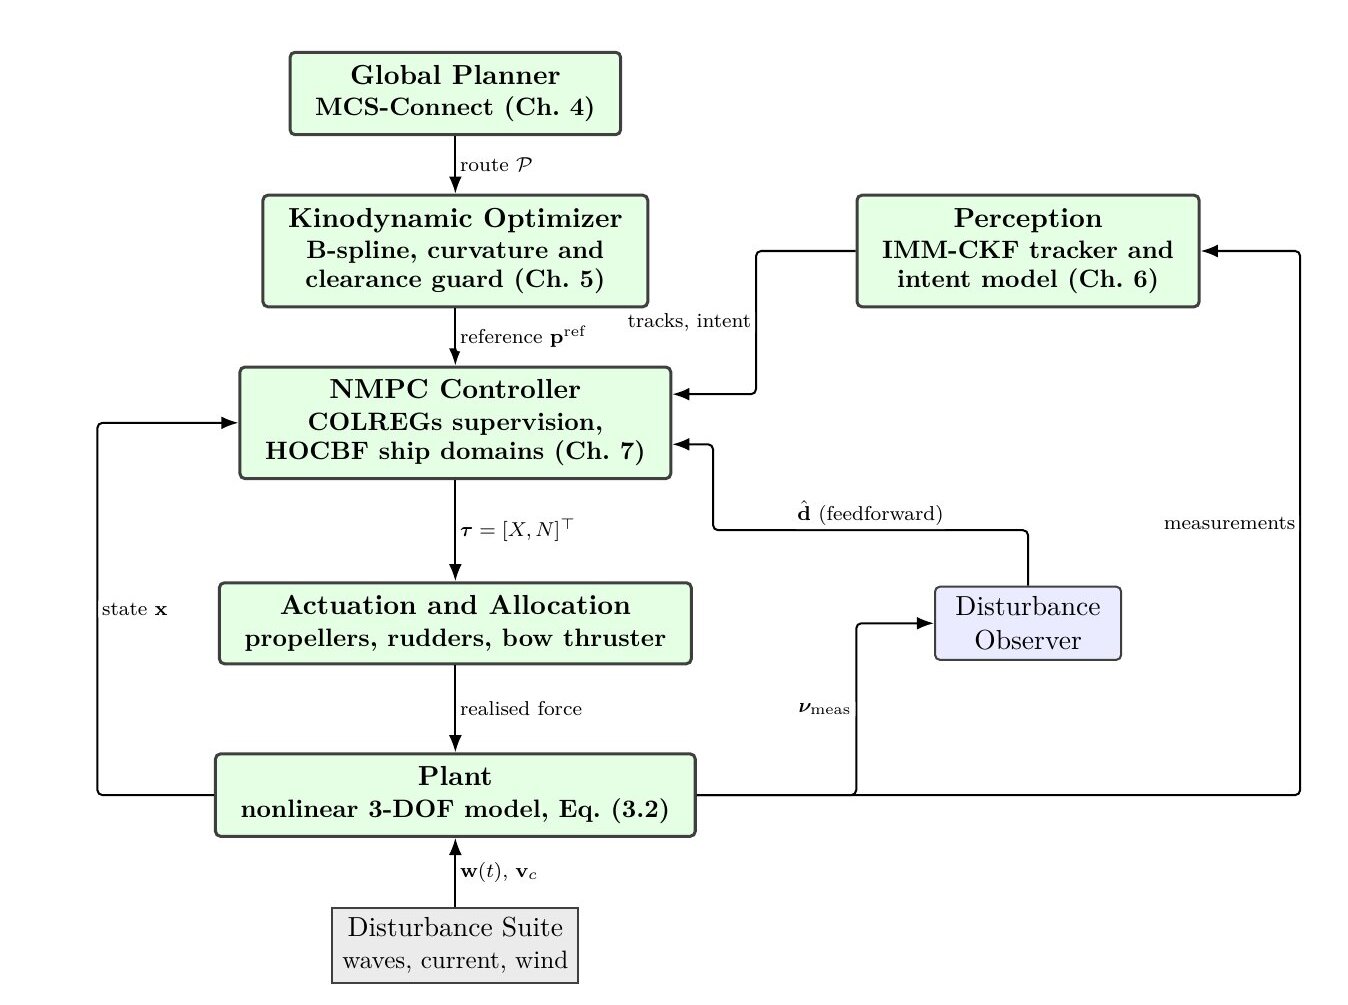 Global Planner
MCS-Connect (Ch. 4)
route 𝒫
Kinodynamic Optimizer
B-spline, curvature and
clearance guard (Ch. 5)
Perception
IMM-CKF tracker and
intent model (Ch. 6)
reference p^ref
tracks, intent
NMPC Controller
COLREGs supervision,
HOCBF ship domains (Ch. 7)
τ = [X, N]^⊤
d̂ (feedforward)
measurements
state x
Actuation and Allocation
propellers, rudders, bow thruster
Disturbance
Observer
realised force
ν_meas
Plant
nonlinear 3-DOF model, Eq. (3.2)
w(t), v_c
Disturbance Suite
waves, current, wind